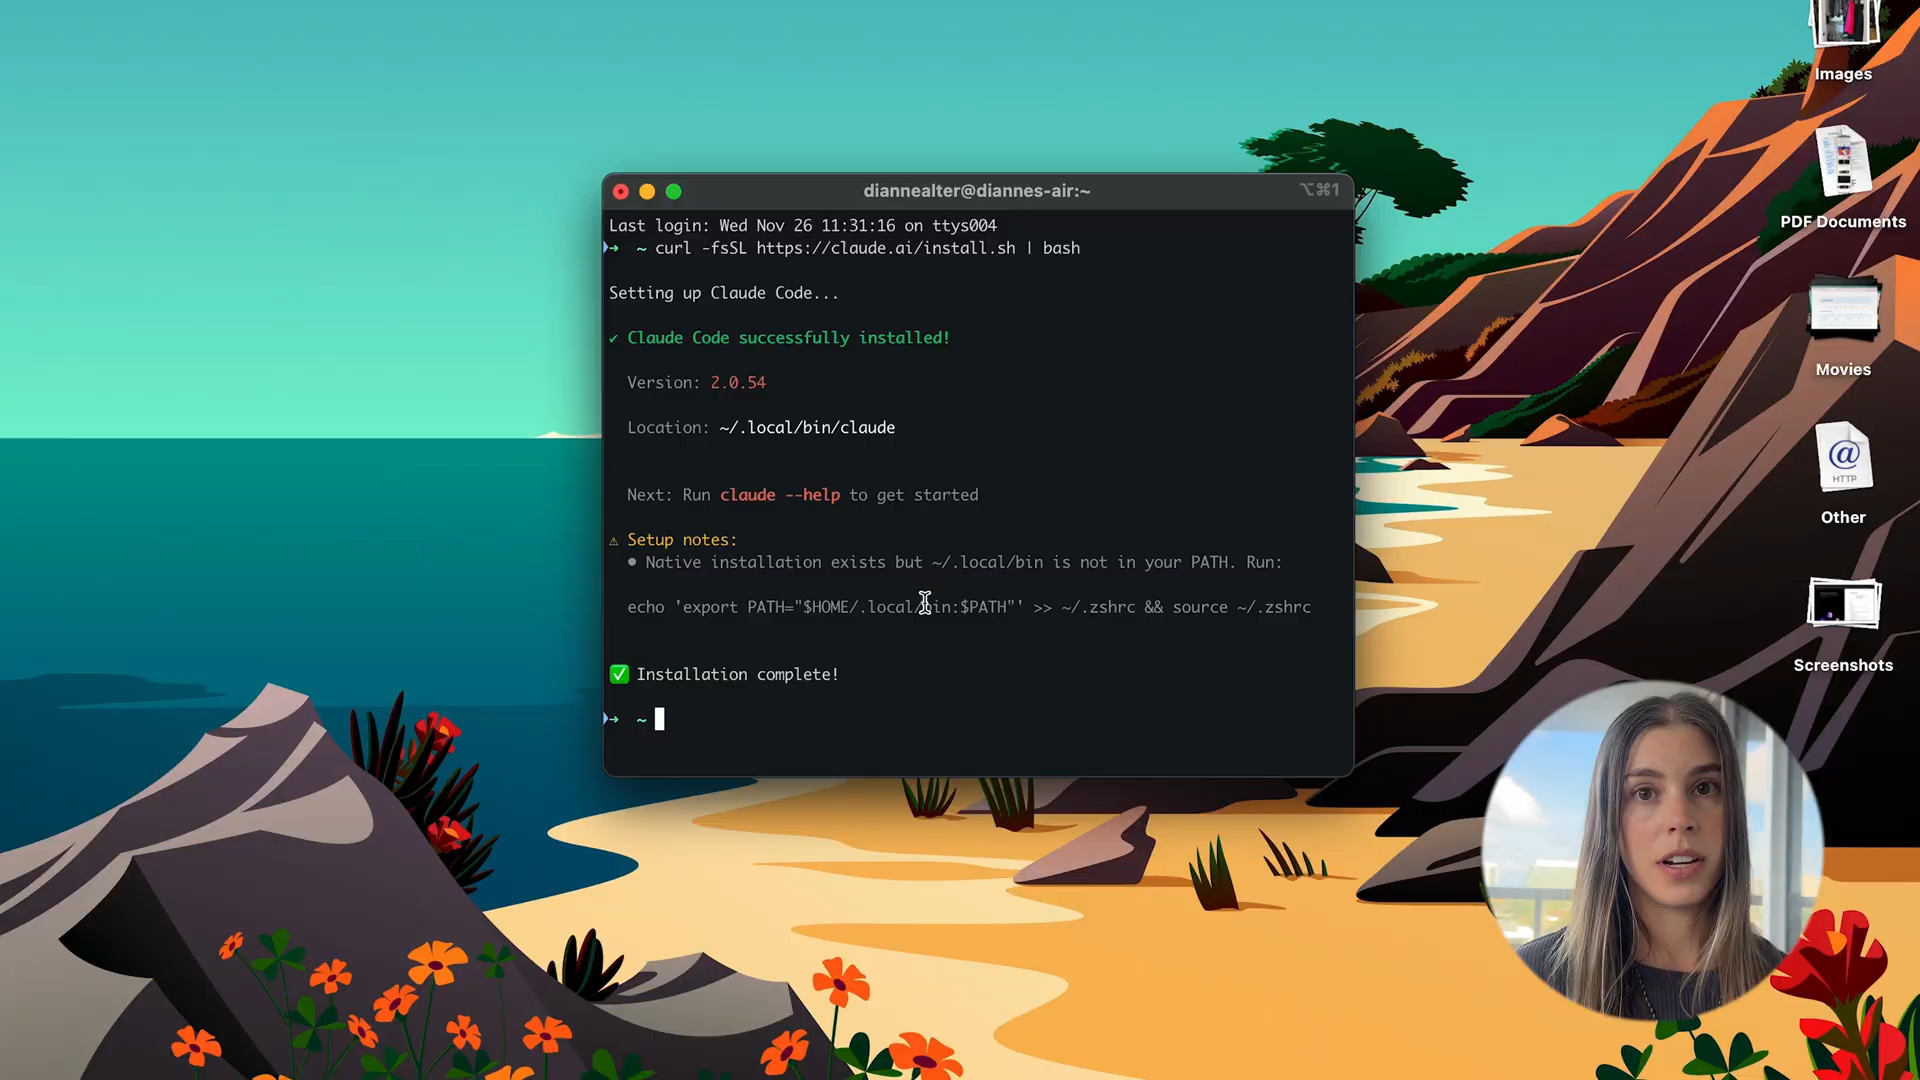 diannealter@diannes-air:~
⌥⌘1
Last login: Wed Nov 26 11:31:16 on ttys004
➜ ~ curl -fsSL https://claude.ai/install.sh | bash
Setting up Claude Code...
✔ Claude Code successfully installed!
Version: 2.0.54
Location: ~/.local/bin/claude
Next: Run claude --help to get started
⚠ Setup notes:
● Native installation exists but ~/.local/bin is not in your PATH. Run:
echo 'export PATH="$HOME/.local/bin:$PATH"' >> ~/.zshrc && source ~/.zshrc
✅ Installation complete!
➜ ~
Images
PDF Documents
Movies
@
HTTP
Other
Screenshots